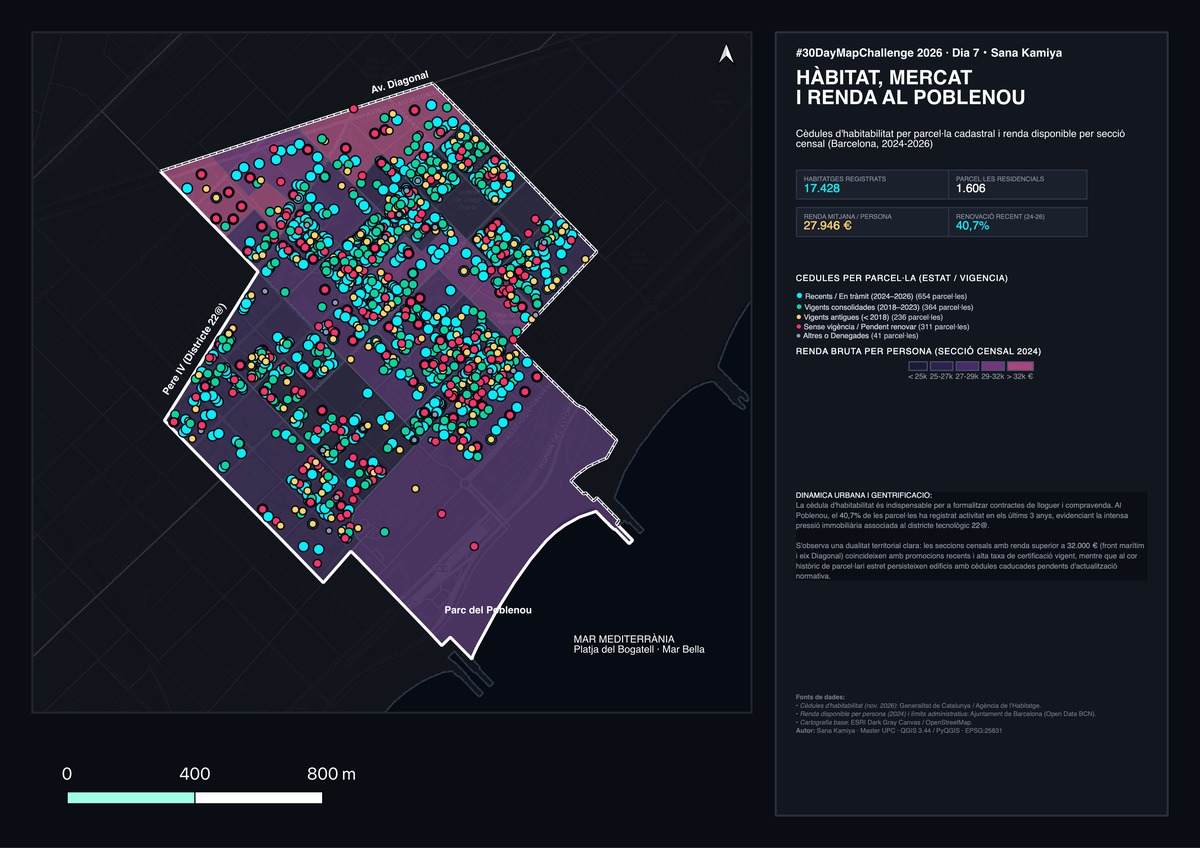 #30DayMapChallenge 2026 · Dia 7 • Sana Kamiya
HÀBITAT, MERCAT
I RENDA AL POBLENOU
Cèdules d'habitabilitat per parcel·la cadastral i renda disponible per secció
censal (Barcelona, 2024-2026)
HABITATGES REGISTRATS
17.428
PARCEL·LES RESIDENCIALS
1.606
RENDA MITJANA / PERSONA
27.946 €
RENOVACIÓ RECENT (24-26)
40,7%
CEDULES PER PARCEL·LA (ESTAT / VIGENCIA)
Recents / En tràmit (2024–2026) (654 parcel·les)
Vigents consolidades (2018–2023) (364 parcel·les)
Vigents antigues (< 2018) (236 parcel·les)
Sense vigència / Pendent renovar (311 parcel·les)
Altres o Denegades (41 parcel·les)
RENDA BRUTA PER PERSONA (SECCIÓ CENSAL 2024)
< 25k 25-27k 27-29k 29-32k > 32k €
DINAMICA URBANA I GENTRIFICACIO:
La cèdula d'habitabilitat és indispensable per a formalitzar contractes de lloguer i compravenda. Al
Poblenou, el 40,7% de les parcel·les ha registrat activitat en els últims 3 anys, evidenciant la intensa
pressió immobiliària associada al districte tecnològic 22@.
S'observa una dualitat territorial clara: les seccions censals amb renda superior a 32.000 € (front marítim
i eix Diagonal) coincideixen amb promocions recents i alta taxa de certificació vigent, mentre que al cor
històric de parcel·lari estret persisteixen edificis amb cèdules caducades pendents d'actualització
normativa.
Fonts de dades:
• Cèdules d'habitabilitat (nov. 2026): Generalitat de Catalunya / Agència de l'Habitatge.
• Renda disponible per persona (2024) i límits administratius: Ajuntament de Barcelona (Open Data BCN).
• Cartografia base: ESRI Dark Gray Canvas / OpenStreetMap.
Autor: Sana Kamiya · Master UPC · QGIS 3.44 / PyQGIS · EPSG:25831
Av. Diagonal
Pere IV (Districte 22@)
Parc del Poblenou
MAR MEDITERRÀNIA
Platja del Bogatell · Mar Bella
0 400 800 m